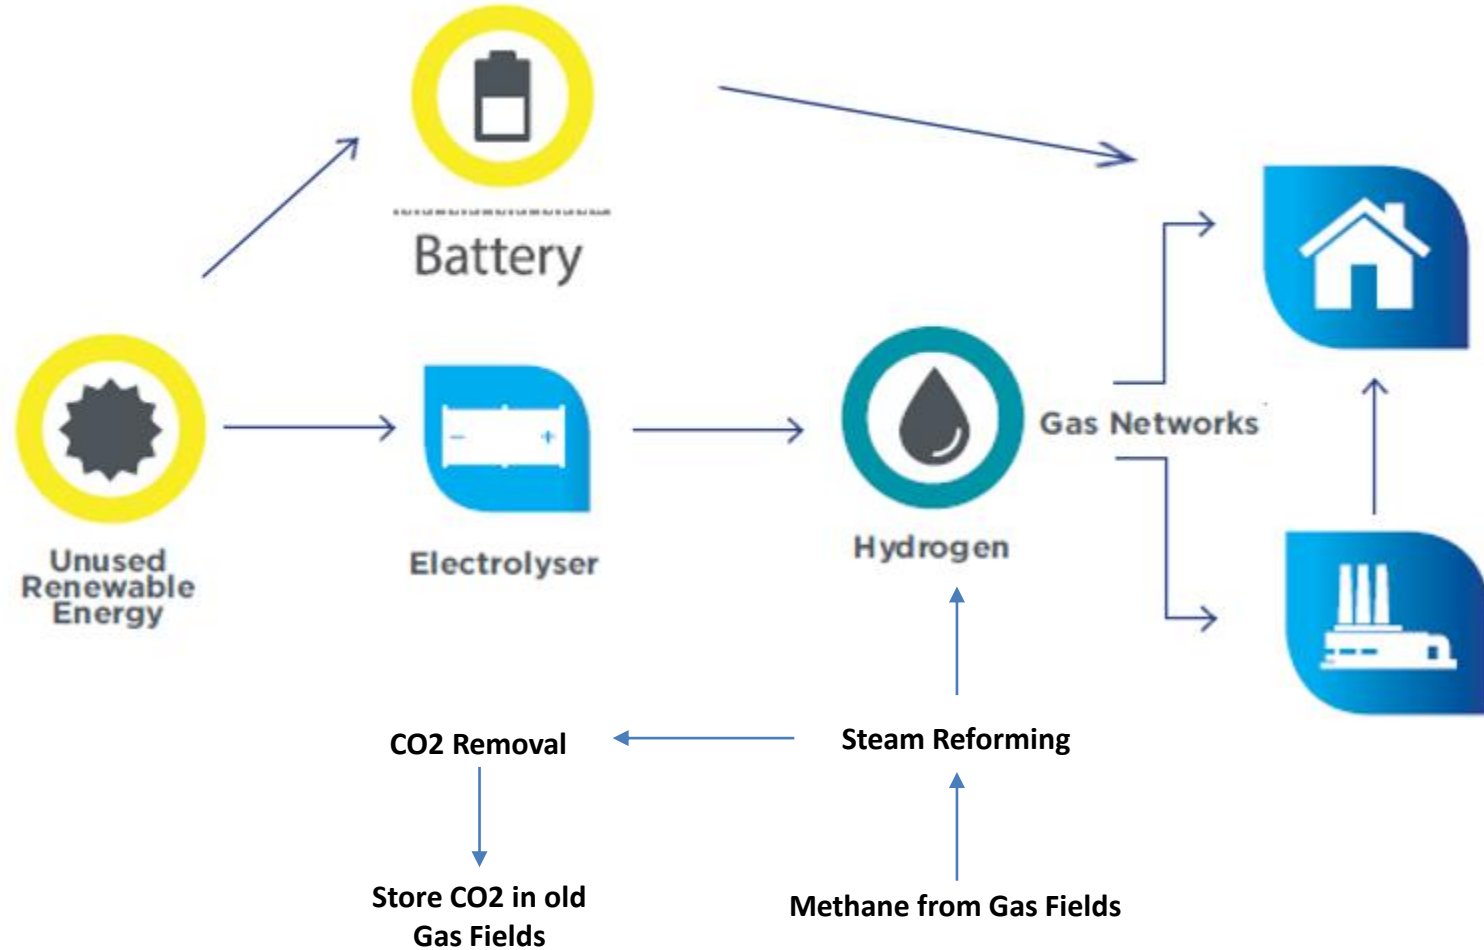 Battery
Unused
Renewable
Energy
Electrolyser
Hydrogen
Gas Networks
CO2 Removal
Steam Reforming
Store CO2 in old
Gas Fields
Methane from Gas Fields